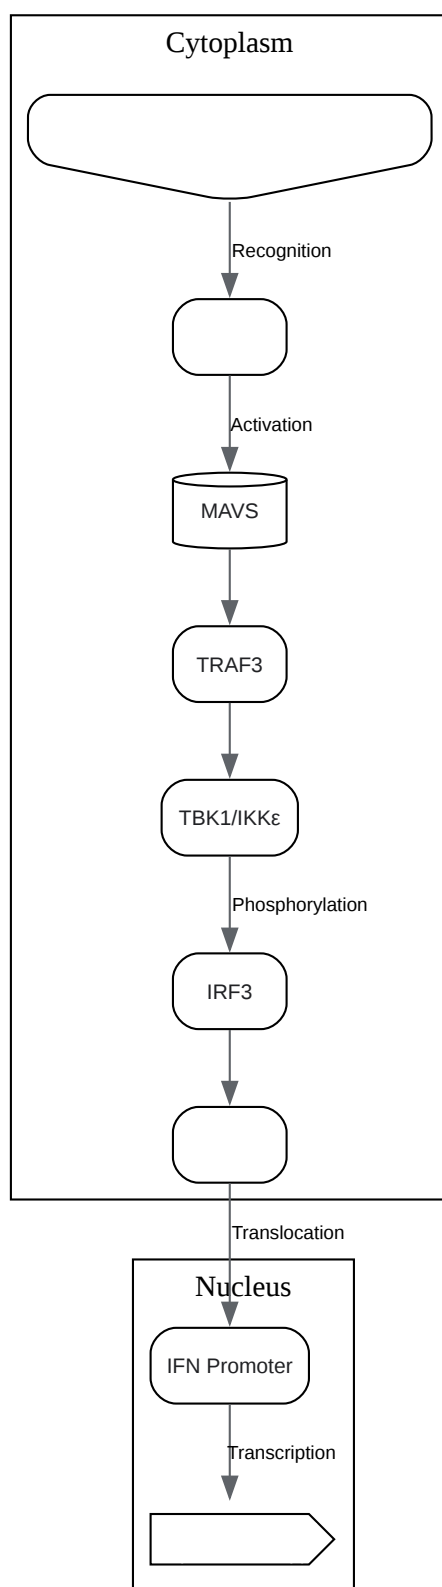 Cytoplasm
Recognition
Activation
MAVS
TRAF3
TBK1/IKKε
Phosphorylation
IRF3
Translocation
Nucleus
IFN Promoter
Transcription